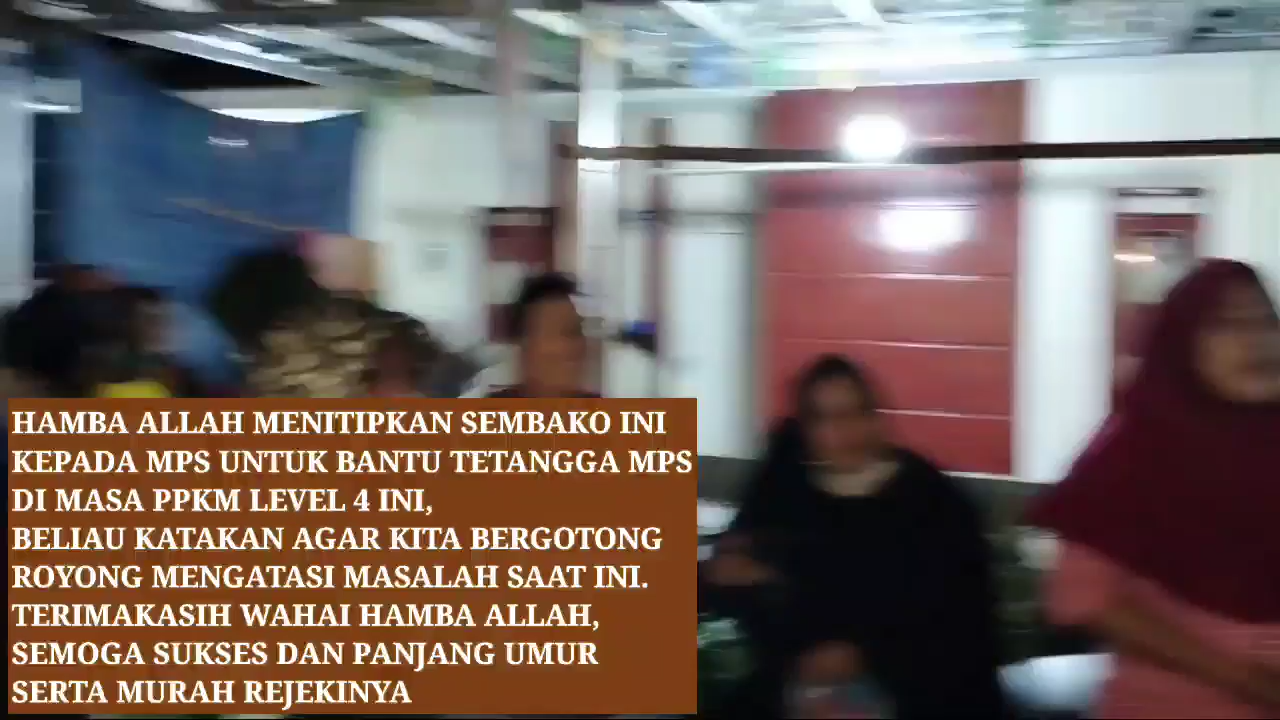 HAMBA ALLAH MENITIPKAN SEMBAKO INI
KEPADA MPS UNTUK BANTU TETANGGA MPS
DI MASA PPKM LEVEL 4 INI,
BELIAU KATAKAN AGAR KITA BERGOTONG
ROYONG MENGATASI MASALAH SAAT INI.
TERIMAKASIH WAHAI HAMBA ALLAH,
SEMOGA SUKSES DAN PANJANG UMUR
SERTA MURAH REJEKINYA